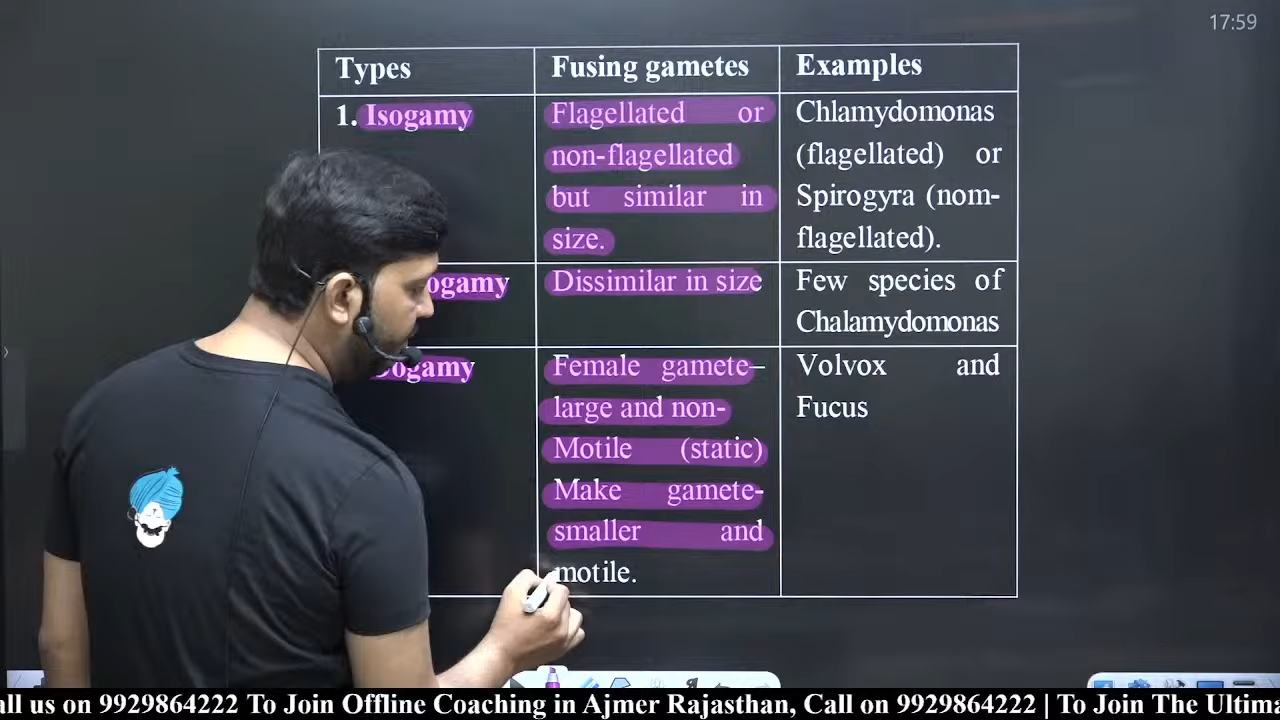 17:59
Types Fusing gametes Examples
1. Isogamy Flagellated or Chlamydomonas
non-flagellated (flagellated) or
but similar in Spirogyra (nom-
size. flagellated).
ogamy Dissimilar in size Few species of
Chalamydomonas
Oogamy Female gamete– Volvox and
large and non- Fucus
Motile (static)
Make gamete-
smaller and
motile.
all us on 9929864222 To Join Offline Coaching in Ajmer Rajasthan, Call on 9929864222 | To Join The Ultima